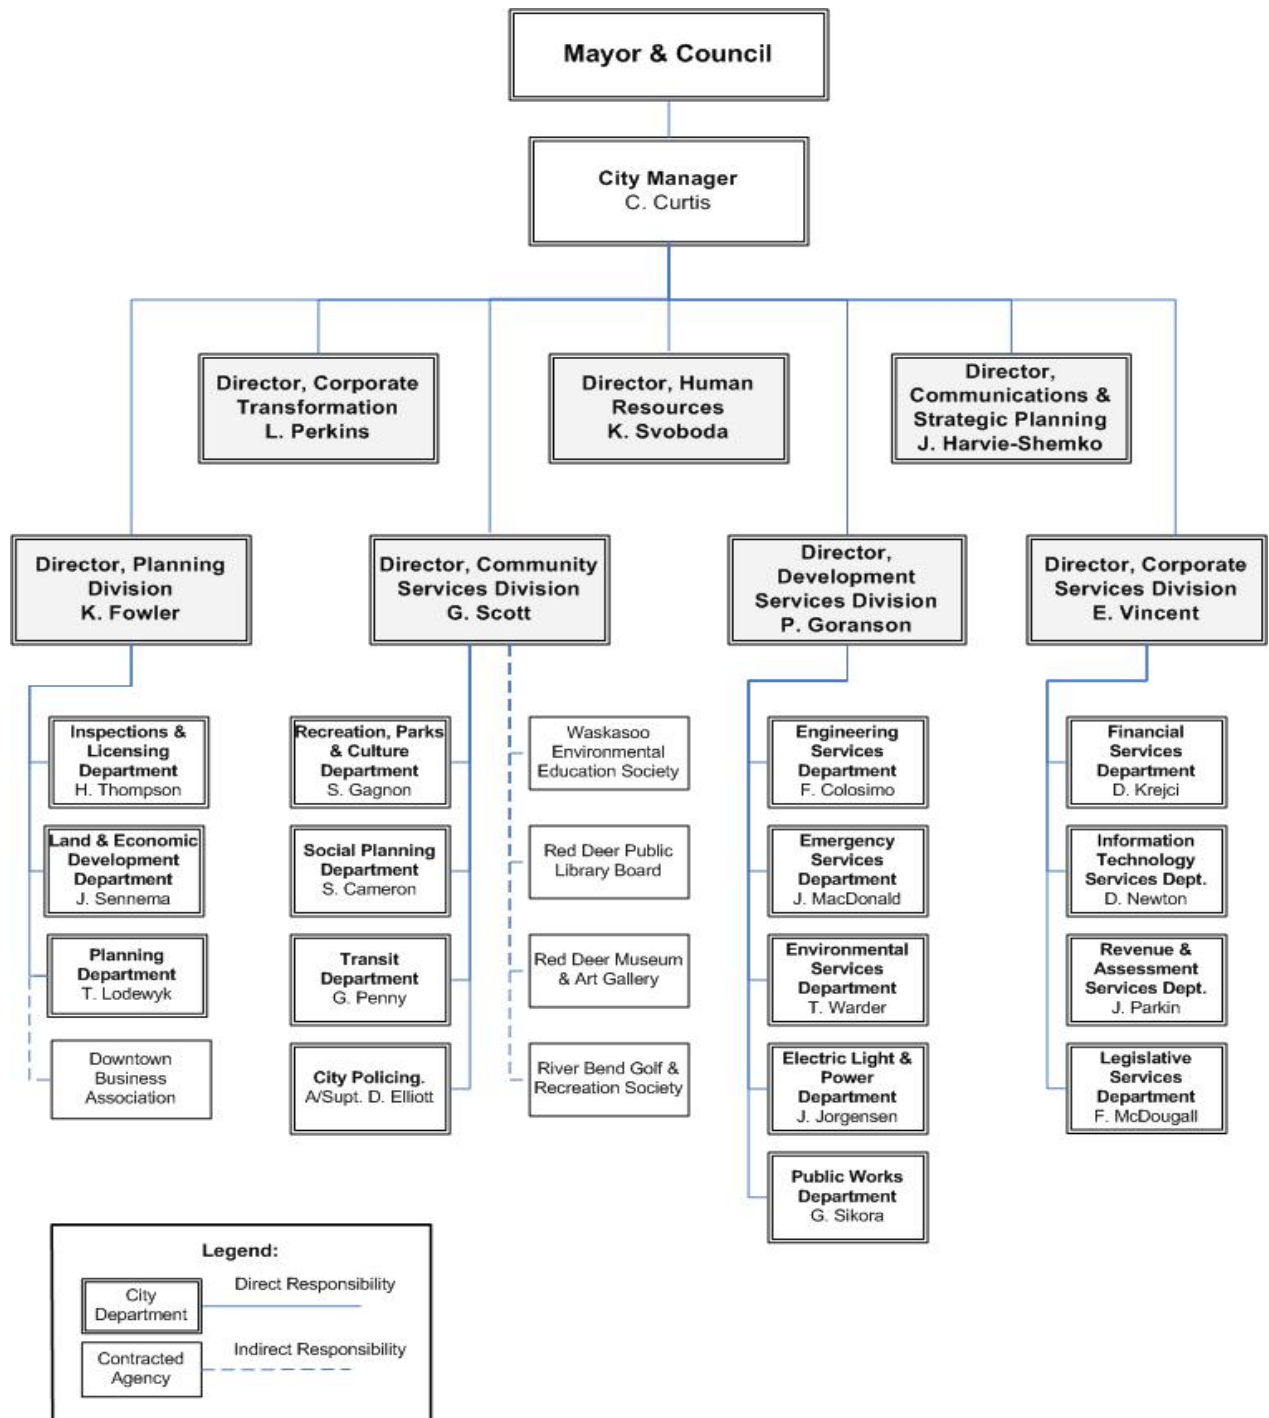 Mayor & Council
City Manager
C. Curtis
Director, Corporate
Transformation
L. Perkins
Director, Human
Resources
K. Svoboda
Director,
Communications &
Strategic Planning
J. Harvie-Shemko
Director, Planning
Division
K. Fowler
Director, Community
Services Division
G. Scott
Director,
Development
Services Division
P. Goranson
Director, Corporate
Services Division
E. Vincent
Inspections &
Licensing
Department
H. Thompson
Land & Economic
Development
Department
J. Sennema
Planning
Department
T. Lodewyk
Downtown
Business
Association
Recreation, Parks
& Culture
Department
S. Gagnon
Social Planning
Department
S. Cameron
Transit
Department
G. Penny
City Policing.
A/Supt. D. Elliott
Waskasoo
Environmental
Education Society
Red Deer Public
Library Board
Red Deer Museum
& Art Gallery
River Bend Golf &
Recreation Society
Engineering
Services
Department
F. Colosimo
Emergency
Services
Department
J. MacDonald
Environmental
Services
Department
T. Warder
Electric Light &
Power
Department
J. Jorgensen
Public Works
Department
G. Sikora
Financial
Services
Department
D. Krejci
Information
Technology
Services Dept.
D. Newton
Revenue &
Assessment
Services Dept.
J. Parkin
Legislative
Services
Department
F. McDougall
Legend:
City
Department
Direct Responsibility
Contracted
Agency
Indirect Responsibility